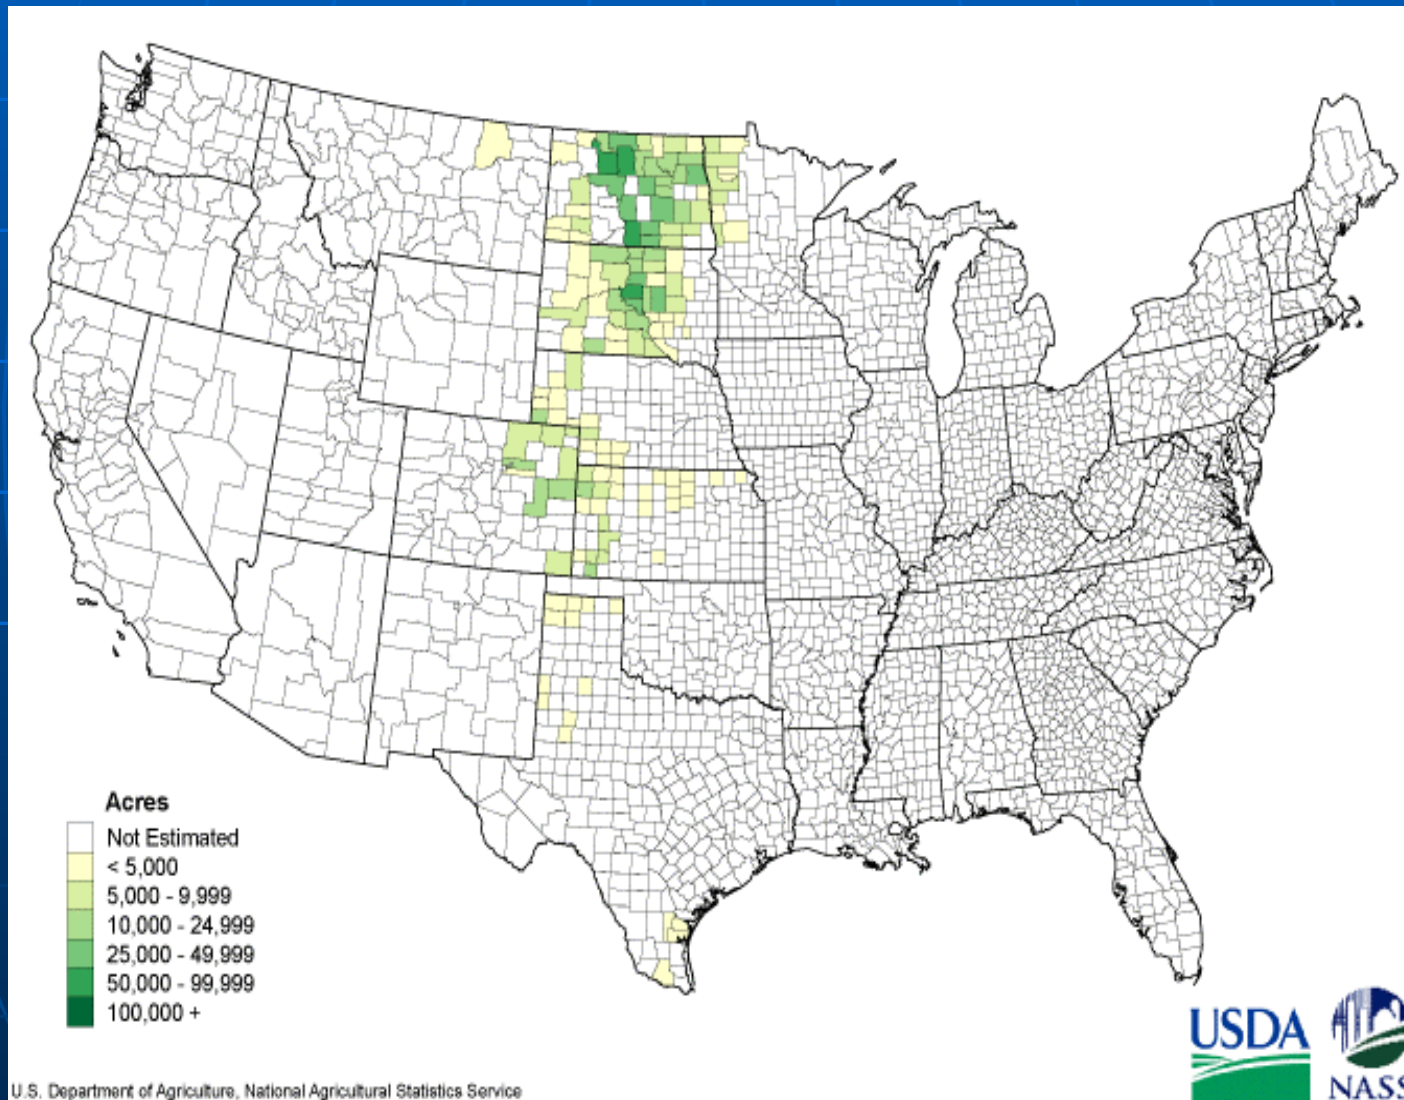 Acres
Not Estimated
< 5,000
5,000 - 9,999
10,000 - 24,999
25,000 - 49,999
50,000 - 99,999
100,000 +
USDA
NASS
U.S. Department of Agriculture, National Agricultural Statistics Service